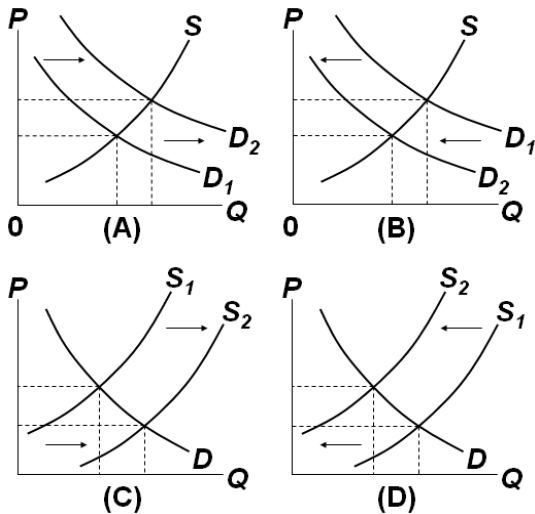 P S P S
D2 D1
D1 D2
0 (A) Q 0 (B) Q
P S1 S2 P S2 S1
D D
(C) Q (D) Q